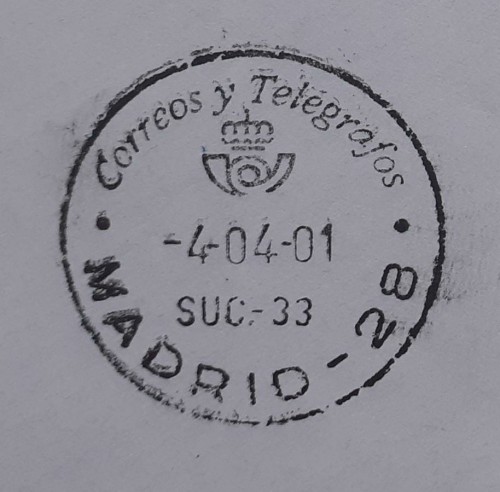 Correos y Telégrafos
-4-04-01
SUC.-33
MADRID-28